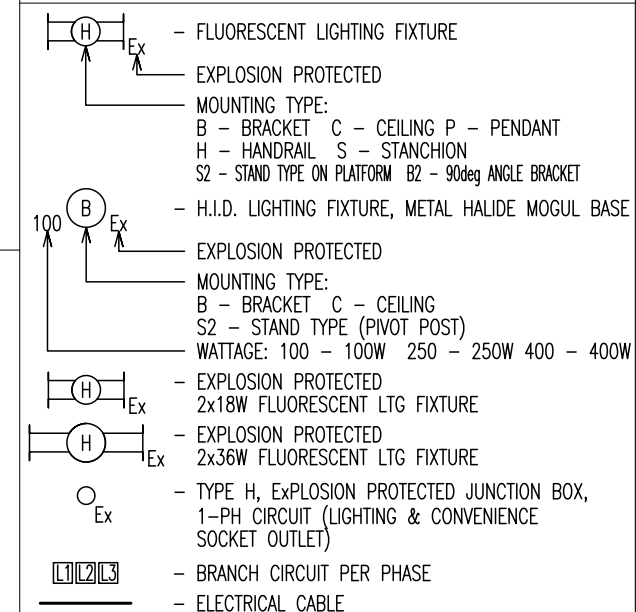 H Ex – FLUORESCENT LIGHTING FIXTURE
EXPLOSION PROTECTED
MOUNTING TYPE:
B – BRACKET C – CEILING P – PENDANT
H – HANDRAIL S – STANCHION
S2 – STAND TYPE ON PLATFORM B2 – 90deg ANGLE BRACKET
100 B Ex – H.I.D. LIGHTING FIXTURE, METAL HALIDE MOGUL BASE
EXPLOSION PROTECTED
MOUNTING TYPE:
B – BRACKET C – CEILING
S2 – STAND TYPE (PIVOT POST)
WATTAGE: 100 – 100W 250 – 250W 400 – 400W
H Ex – EXPLOSION PROTECTED
2x18W FLUORESCENT LTG FIXTURE
H Ex – EXPLOSION PROTECTED
2x36W FLUORESCENT LTG FIXTURE
Ex – TYPE H, ExPLOSION PROTECTED JUNCTION BOX,
1–PH CIRCUIT (LIGHTING & CONVENIENCE
SOCKET OUTLET)
L1 L2 L3 – BRANCH CIRCUIT PER PHASE
– ELECTRICAL CABLE